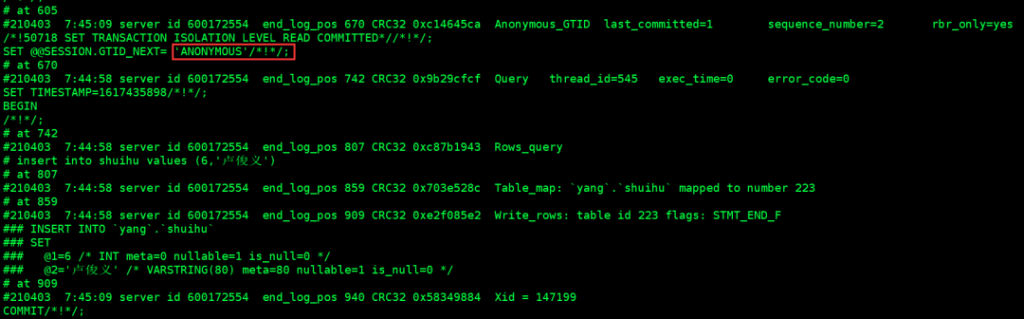 # at 605
#210403  7:45:09 server id 600172554  end_log_pos 670 CRC32 0xc14645ca  Anonymous_GTID  last_committed=1        sequence_number=2       rbr_only=yes
/*!50718 SET TRANSACTION ISOLATION LEVEL READ COMMITTED*//*!*/;
SET @@SESSION.GTID_NEXT= 'ANONYMOUS'/*!*/;
# at 670
#210403  7:44:58 server id 600172554  end_log_pos 742 CRC32 0x9b29cfcf  Query   thread_id=545   exec_time=0     error_code=0
SET TIMESTAMP=1617435898/*!*/;
BEGIN
/*!*/;
# at 742
#210403  7:44:58 server id 600172554  end_log_pos 807 CRC32 0xc87b1943  Rows_query
# insert into shuihu values (6,'卢俊义')
# at 807
#210403  7:44:58 server id 600172554  end_log_pos 859 CRC32 0x703e528c  Table_map: `yang`.`shuihu` mapped to number 223
# at 859
#210403  7:44:58 server id 600172554  end_log_pos 909 CRC32 0xe2f085e2  Write_rows: table id 223 flags: STMT_END_F
### INSERT INTO `yang`.`shuihu`
### SET
###   @1=6 /* INT meta=0 nullable=1 is_null=0 */
###   @2='卢俊义' /* VARSTRING(80) meta=80 nullable=1 is_null=0 */
# at 909
#210403  7:45:09 server id 600172554  end_log_pos 940 CRC32 0x58349884  Xid = 147199
COMMIT/*!*/;